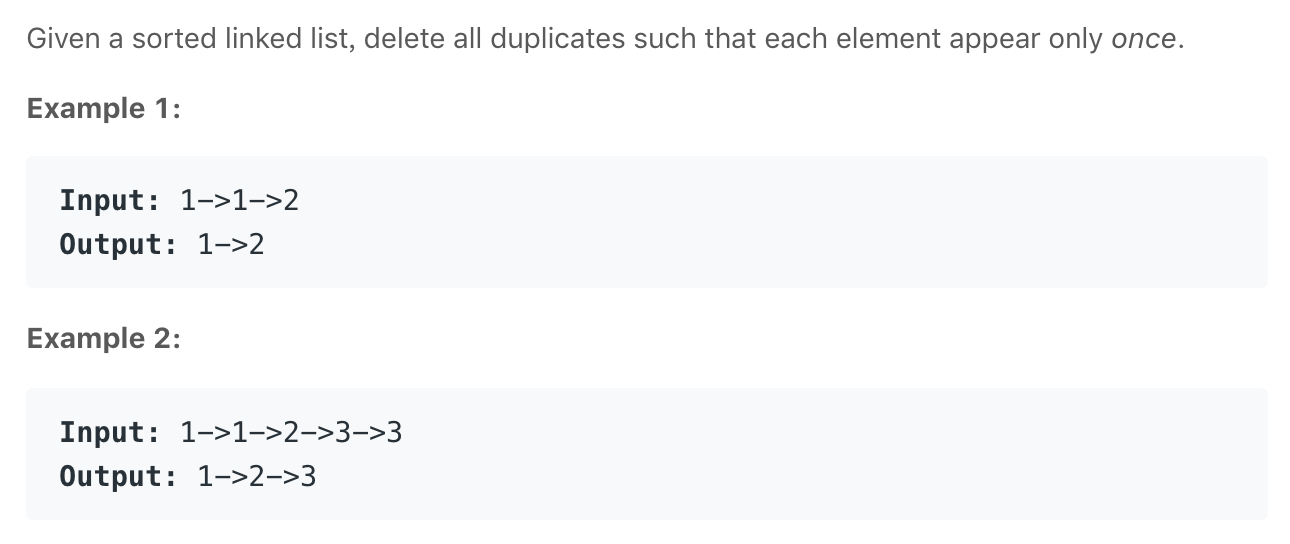 Given a sorted linked list, delete all duplicates such that each element appear only once.
Example 1:
Input: 1->1->2
Output: 1->2
Example 2:
Input: 1->1->2->3->3
Output: 1->2->3